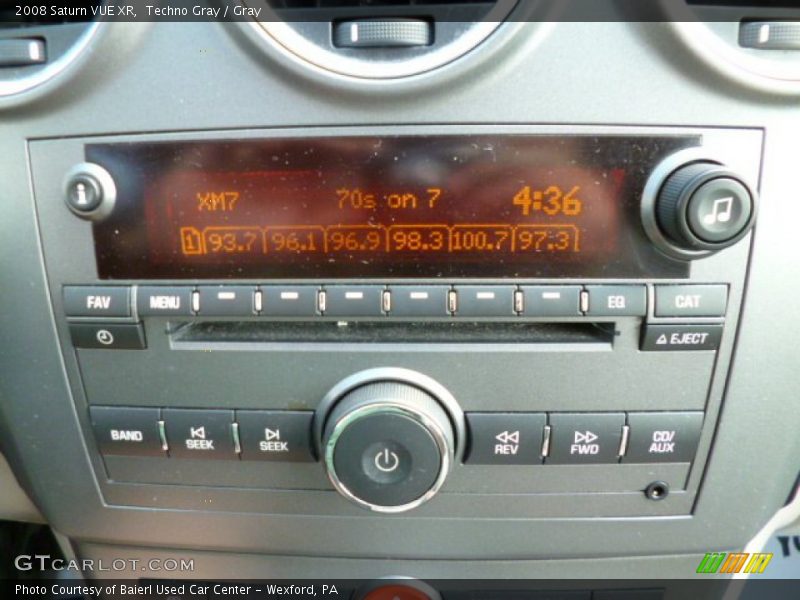 2008 Saturn VUE XR, Techno Gray / Gray
i
XM7 70s on 7 4:36
1 93.7 96.1 96.9 98.3 100.7 97.3
FAV MENU EQ CAT
EJECT
BAND SEEK SEEK REV FWD CD/AUX
GTCARLOT.COM
Photo Courtesy of Baierl Used Car Center - Wexford, PA